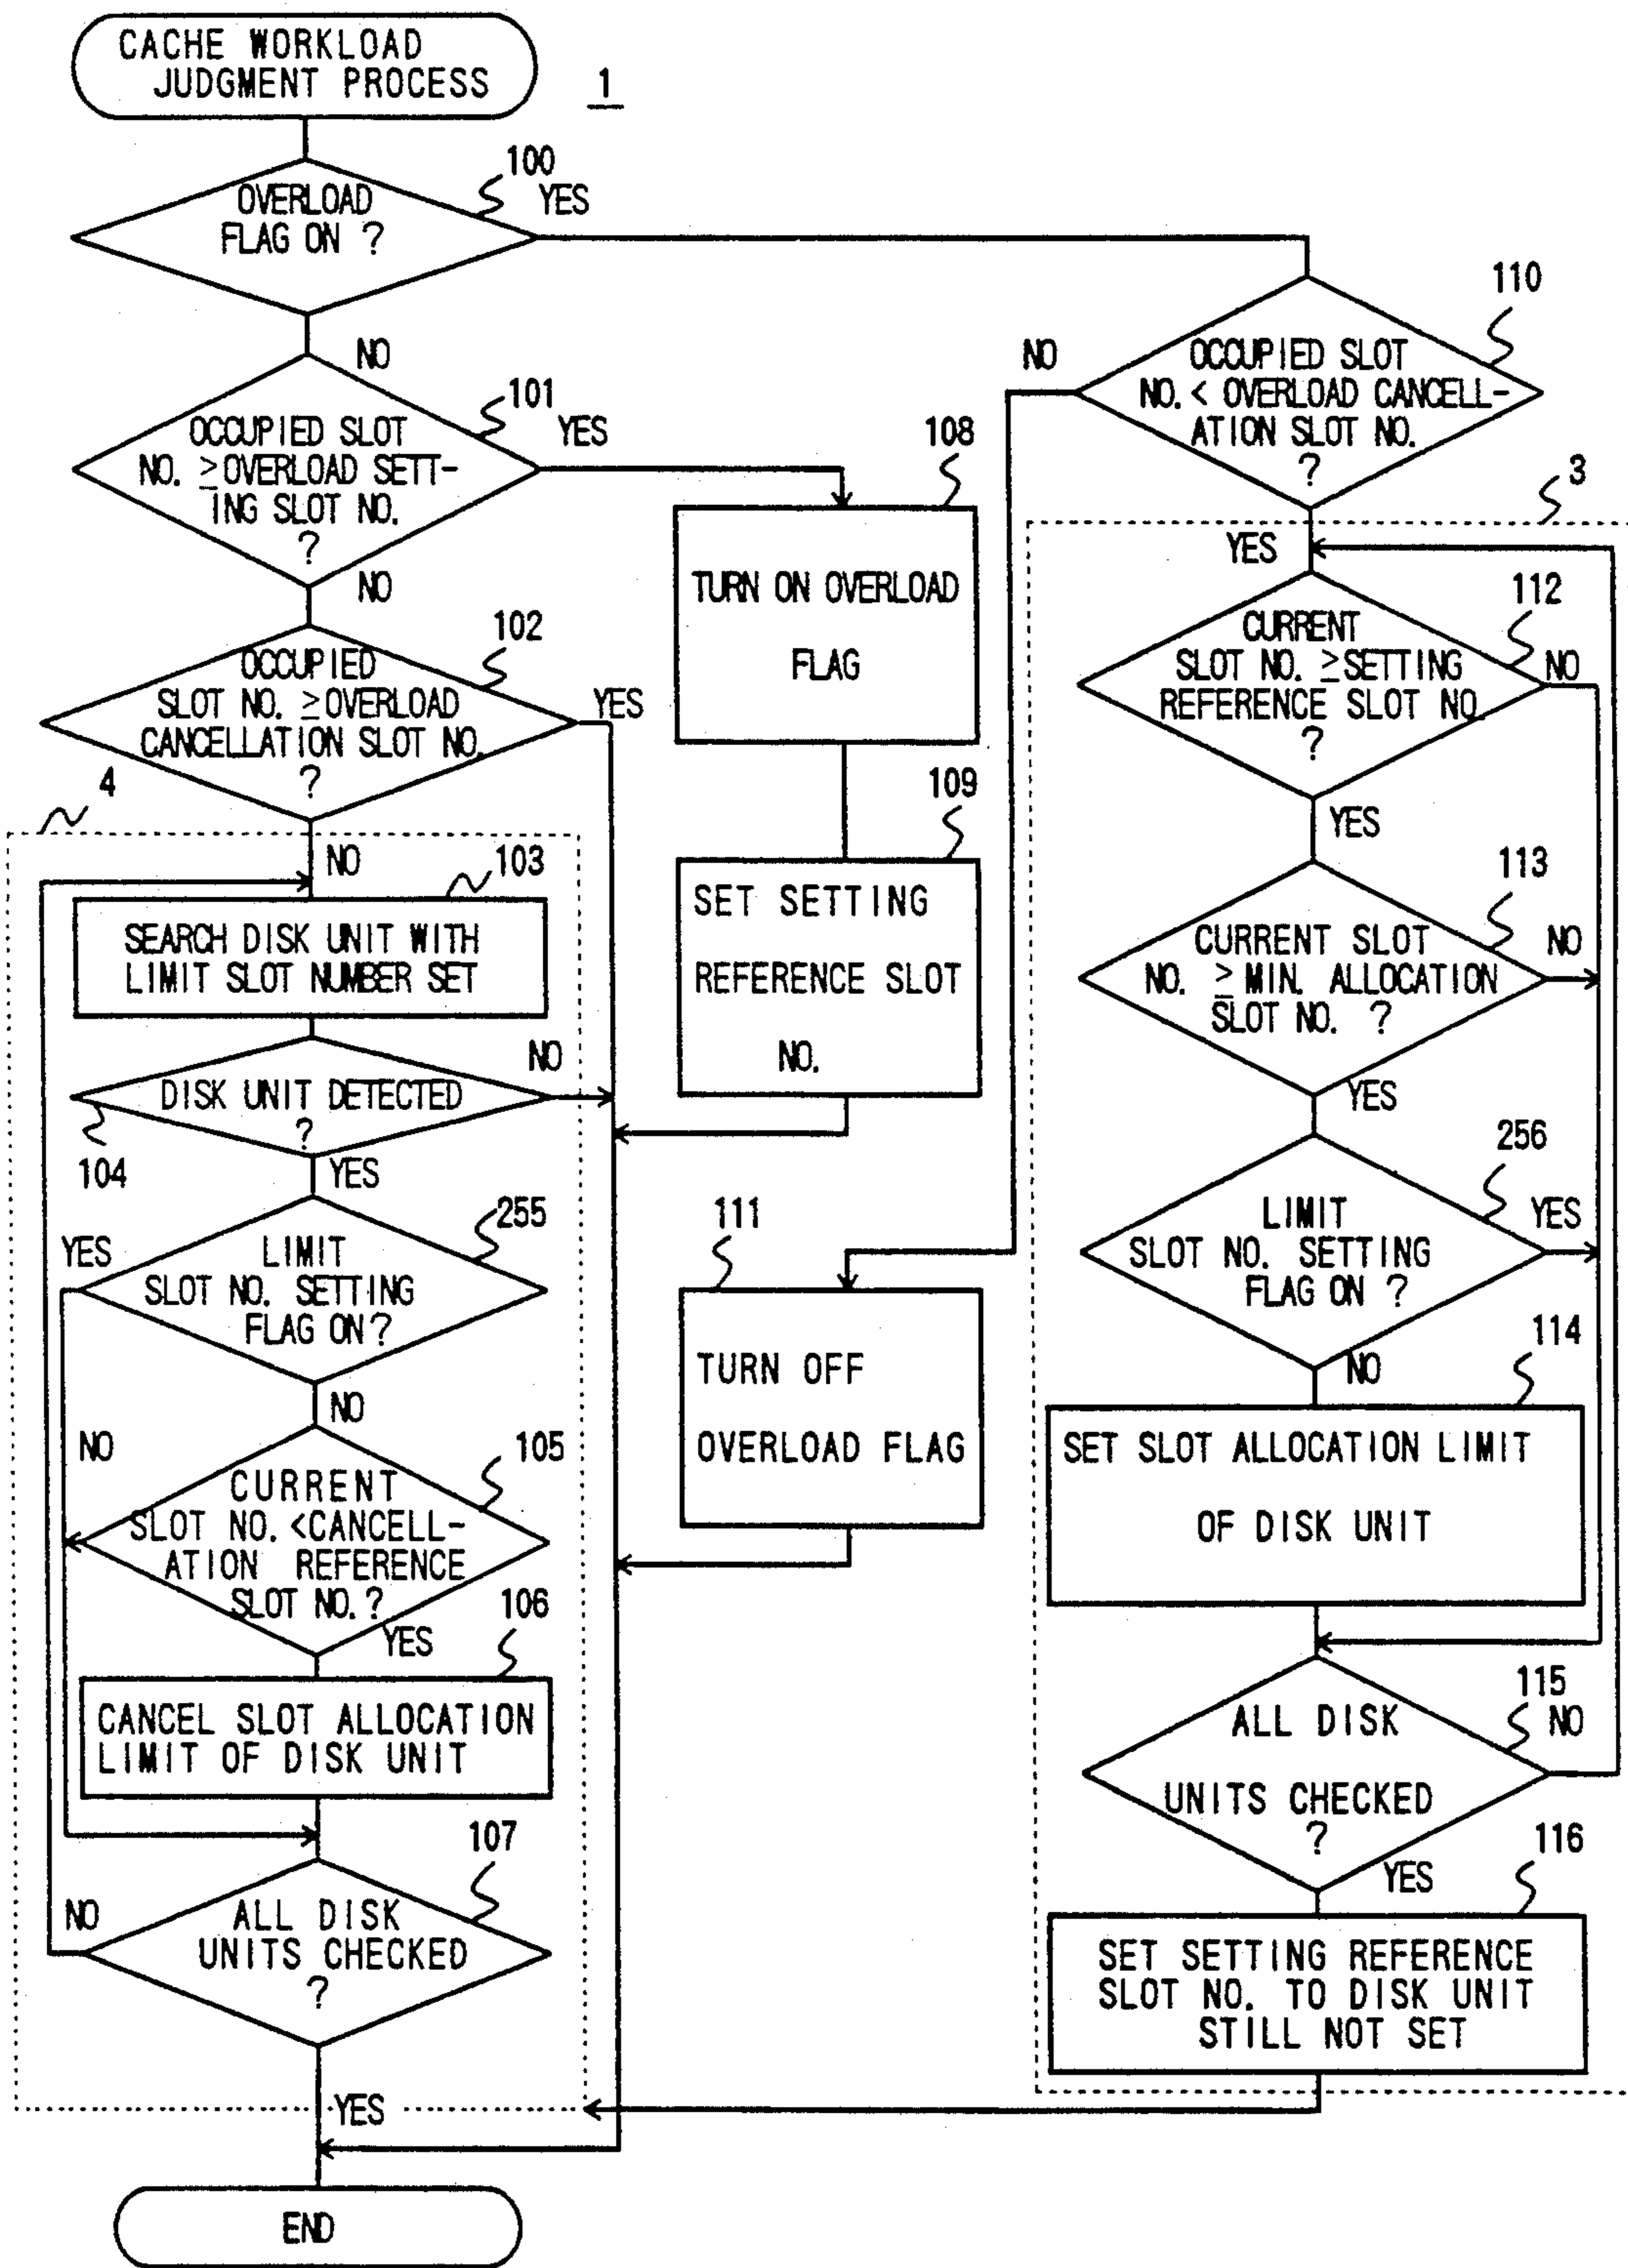 CACHE WORKLOAD
JUDGMENT PROCESS
1
100
OVERLOAD
FLAG ON ?
YES
NO
101
OCCUPIED SLOT
NO. ≥OVERLOAD SETT-
ING SLOT NO.
?
YES
NO
102
OCCUPIED
SLOT NO. ≥OVERLOAD
CANCELLATION SLOT NO.
?
YES
4
NO
103
SEARCH DISK UNIT WITH
LIMIT SLOT NUMBER SET
DISK UNIT DETECTED
?
NO
104
YES
255
LIMIT
SLOT NO. SETTING
FLAG ON?
YES
NO
105
CURRENT
SLOT NO. <CANCELL-
ATION REFERENCE
SLOT NO.?
NO
YES
106
CANCEL SLOT ALLOCATION
LIMIT OF DISK UNIT
107
ALL DISK
UNITS CHECKED
?
NO
YES
END
108
TURN ON OVERLOAD
FLAG
109
SET SETTING
REFERENCE SLOT
NO.
111
TURN OFF
OVERLOAD FLAG
110
OCCUPIED SLOT
NO. < OVERLOAD CANCELL-
ATION SLOT NO.
?
NO
3
YES
112
CURRENT
SLOT NO. ≥SETTING
REFERENCE SLOT NO.
?
NO
YES
113
CURRENT SLOT
NO. ≥ MIN. ALLOCATION
SLOT NO. ?
NO
YES
256
LIMIT
SLOT NO. SETTING
FLAG ON ?
YES
NO
114
SET SLOT ALLOCATION LIMIT
OF DISK UNIT
115
ALL DISK
UNITS CHECKED
?
NO
YES
116
SET SETTING REFERENCE
SLOT NO. TO DISK UNIT
STILL NOT SET